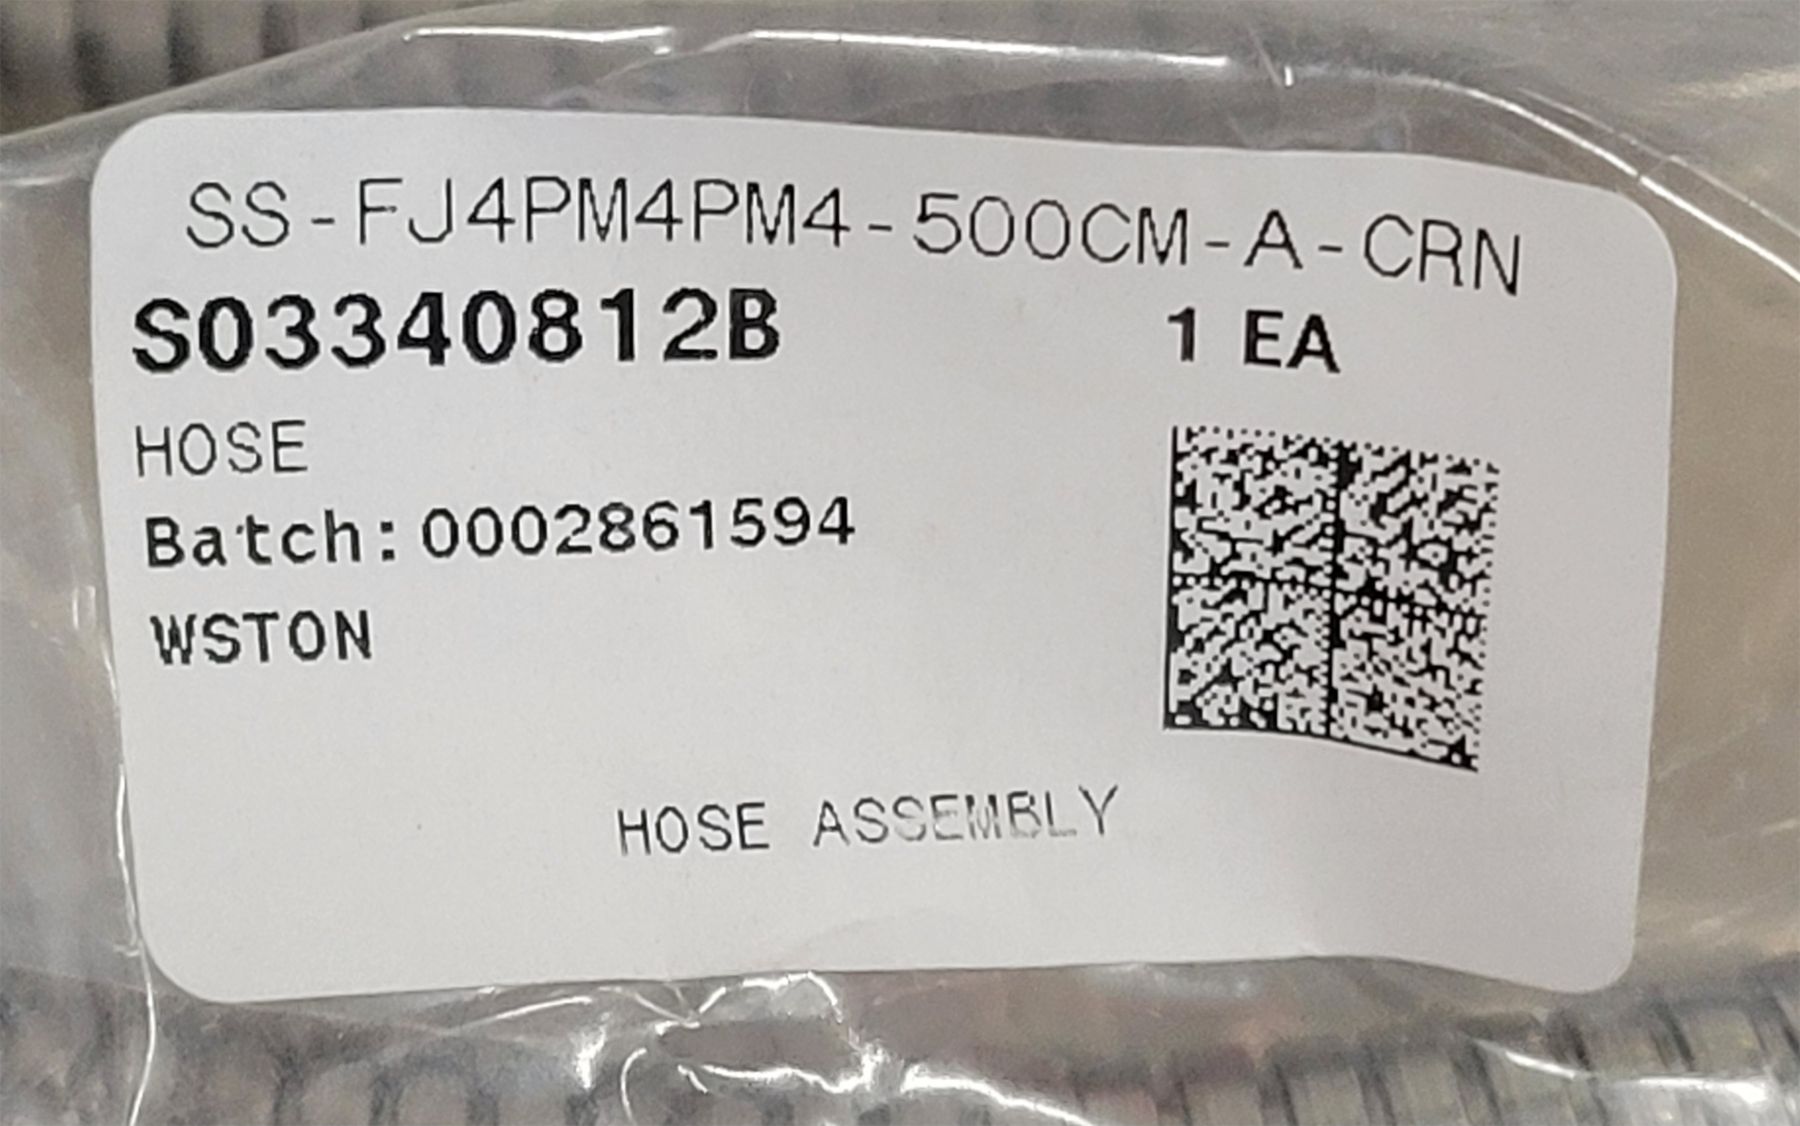 SS-FJ4PM4PM4-500CM-A-CRN
S03340812B 1 EA
HOSE
Batch:0002861594
WSTON
HOSE ASSEMBLY